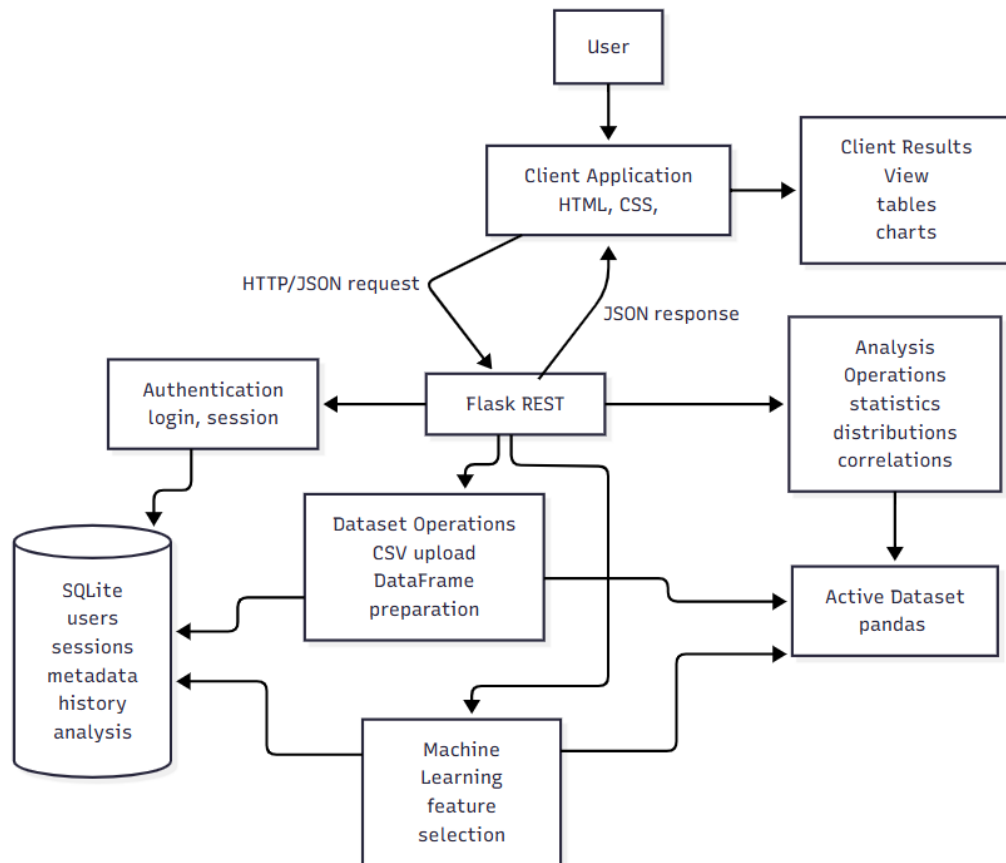 User
Client Application
HTML, CSS,
Client Results
View
tables
charts
HTTP/JSON request
JSON response
Authentication
login, session
Flask REST
Analysis
Operations
statistics
distributions
correlations
Dataset Operations
CSV upload
DataFrame
preparation
SQLite
users
sessions
metadata
history
analysis
Active Dataset
pandas
Machine
Learning
feature
selection